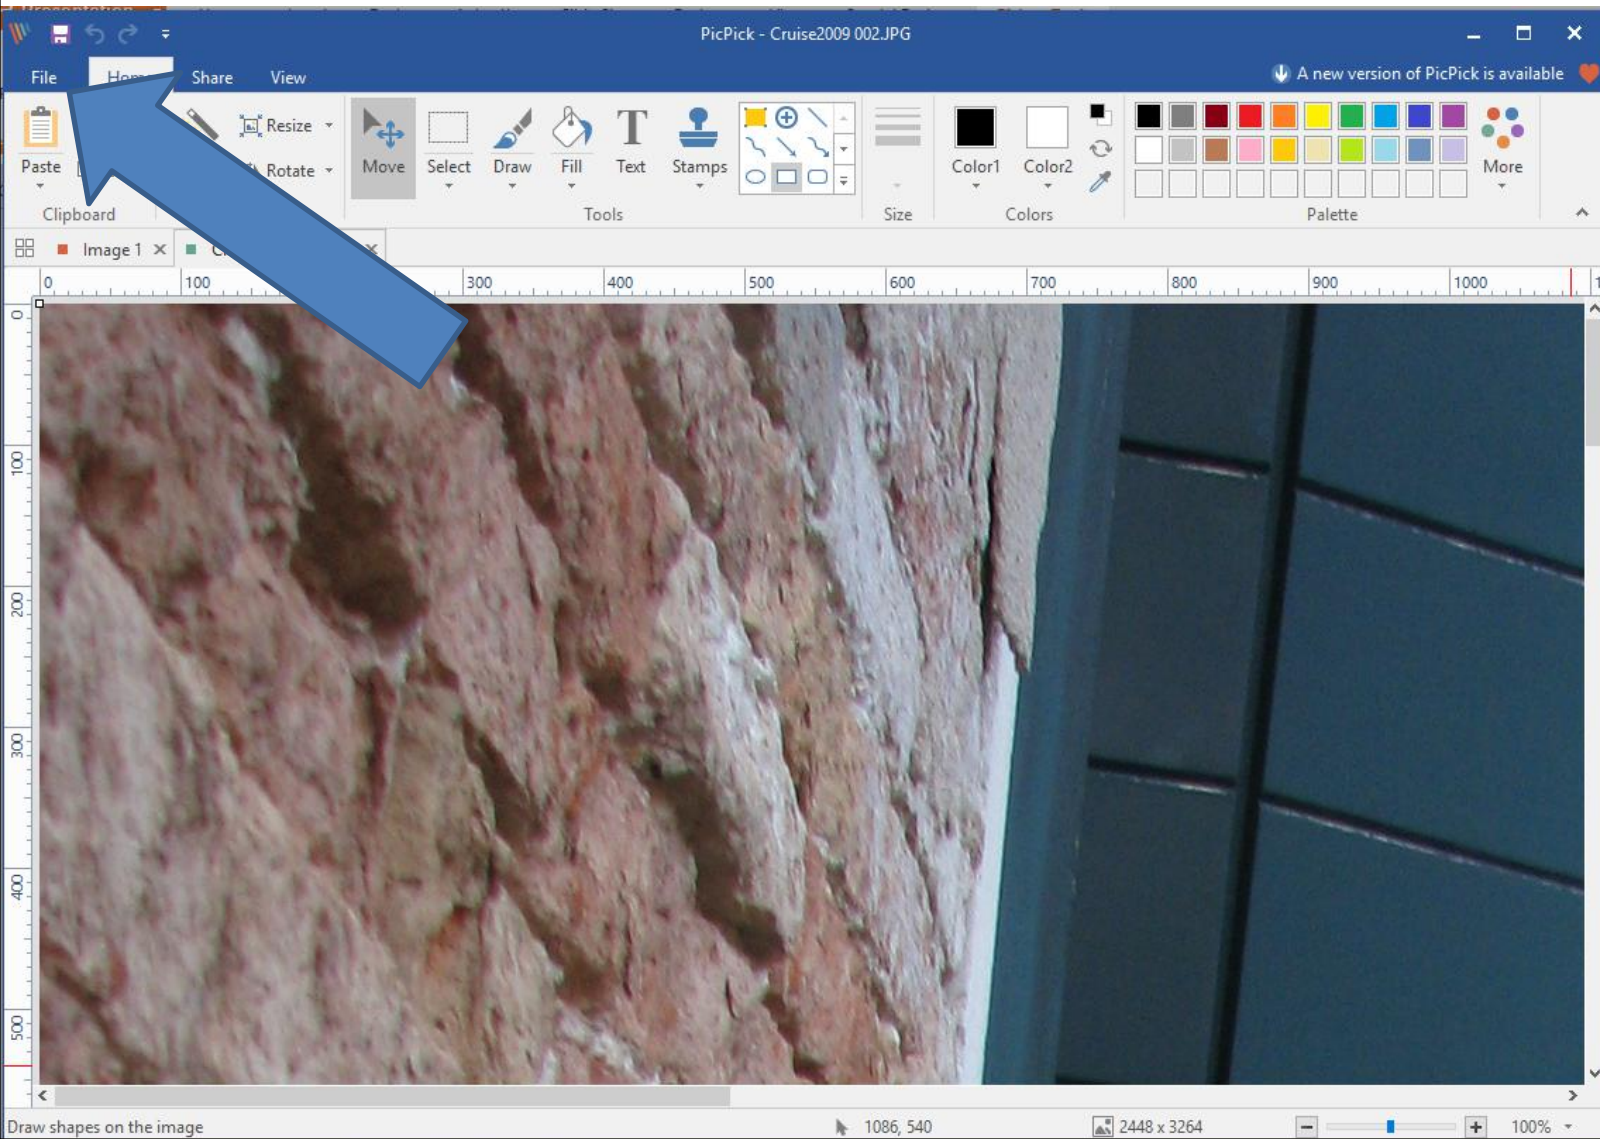 PicPick - Cruise2009 002.JPG
File Home Share View
A new version of PicPick is available
Paste
Resize
Rotate
Move Select Draw Fill Text Stamps
Color1 Color2
More
Clipboard Tools Size Colors Palette
Image 1
0 100 300 400 500 600 700 800 900 1000
0
100
200
300
400
500
Draw shapes on the image 1086, 540 2448 x 3264 100%